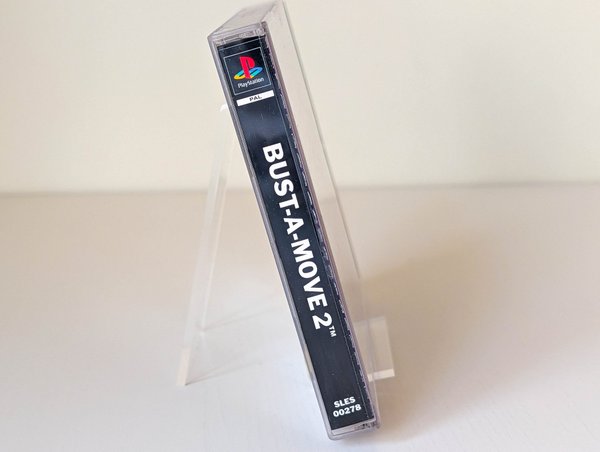 PlayStation
PAL
BUST-A-MOVE 2™
SLES
00278